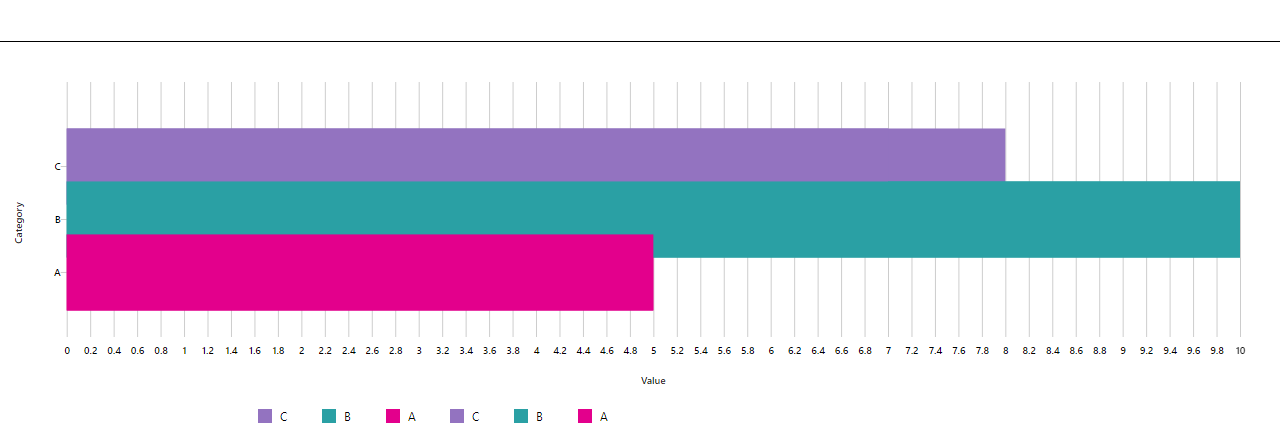 C
B
A
Category
0 0.2 0.4 0.6 0.8 1 1.2 1.4 1.6 1.8 2 2.2 2.4 2.6 2.8 3 3.2 3.4 3.6 3.8 4 4.2 4.4 4.6 4.8 5 5.2 5.4 5.6 5.8 6 6.2 6.4 6.6 6.8 7 7.2 7.4 7.6 7.8 8 8.2 8.4 8.6 8.8 9 9.2 9.4 9.6 9.8 10
Value
C B A C B A